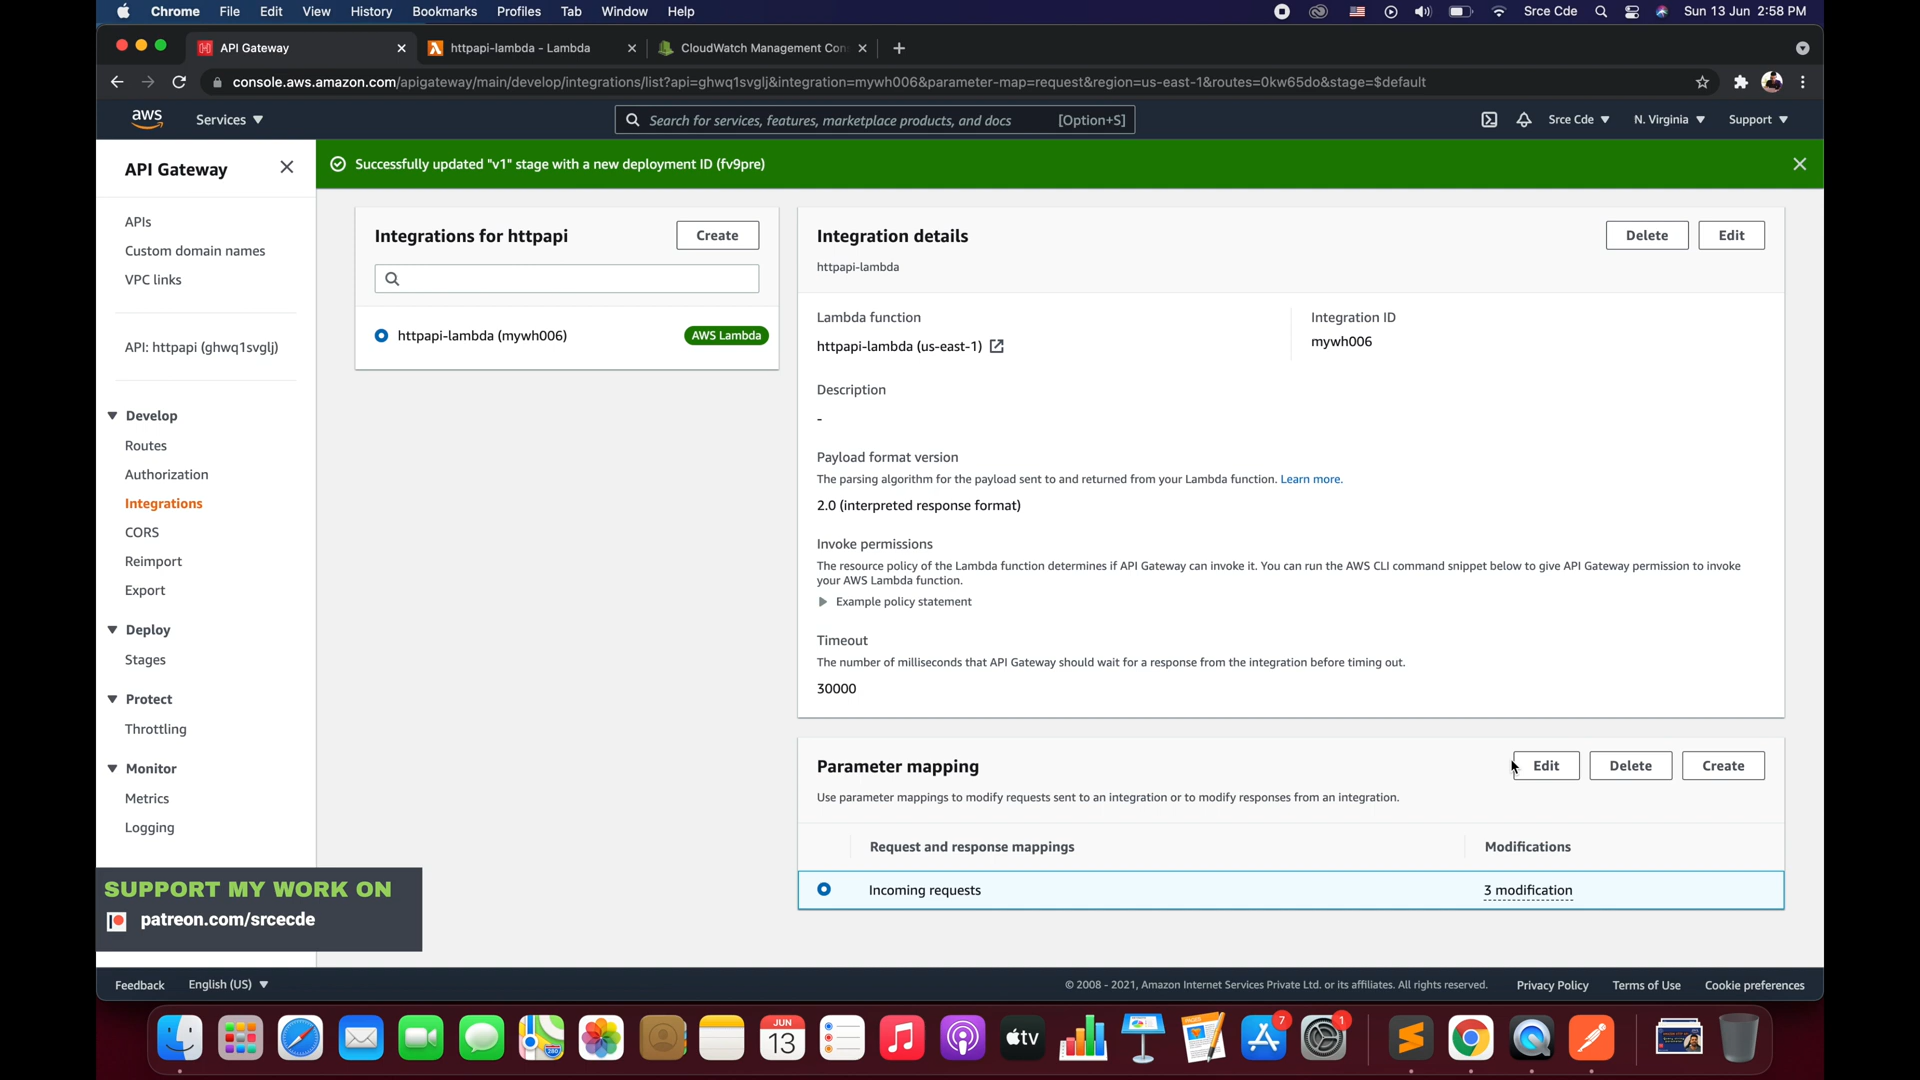 Chrome File Edit View History Bookmarks Profiles Tab Window Help
Srce Cde Sun 13 Jun 2:58 PM
API Gateway
httpapi-lambda - Lambda
CloudWatch Management Con
console.aws.amazon.com/apigateway/main/develop/integrations/list?api=ghwq1svglj&integration=mywh006&parameter-map=request&region=us-east-1&routes=0kw65do&stage=$default
aws Services
Search for services, features, marketplace products, and docs [Option+S]
Srce Cde N. Virginia Support
API Gateway
Successfully updated "v1" stage with a new deployment ID (fv9pre)
APIs
Custom domain names
VPC links
API: httpapi (ghwq1svglj)
Develop
Routes
Authorization
Integrations
CORS
Reimport
Export
Deploy
Stages
Protect
Throttling
Monitor
Metrics
Logging
Integrations for httpapi
Create
httpapi-lambda (mywh006)
AWS Lambda
Integration details
Delete
Edit
httpapi-lambda
Lambda function
httpapi-lambda (us-east-1)
Integration ID
mywh006
Description
-
Payload format version
The parsing algorithm for the payload sent to and returned from your Lambda function. Learn more.
2.0 (interpreted response format)
Invoke permissions
The resource policy of the Lambda function determines if API Gateway can invoke it. You can run the AWS CLI command snippet below to give API Gateway permission to invoke
your AWS Lambda function.
Example policy statement
Timeout
The number of milliseconds that API Gateway should wait for a response from the integration before timing out.
30000
Parameter mapping
Edit
Delete
Create
Use parameter mappings to modify requests sent to an integration or to modify responses from an integration.
Request and response mappings
Modifications
Incoming requests
3 modification
SUPPORT MY WORK ON
patreon.com/srcecde
Feedback English (US)
© 2008 - 2021, Amazon Internet Services Private Ltd. or its affiliates. All rights reserved. Privacy Policy Terms of Use Cookie preferences
JUN
13
tv
7
1